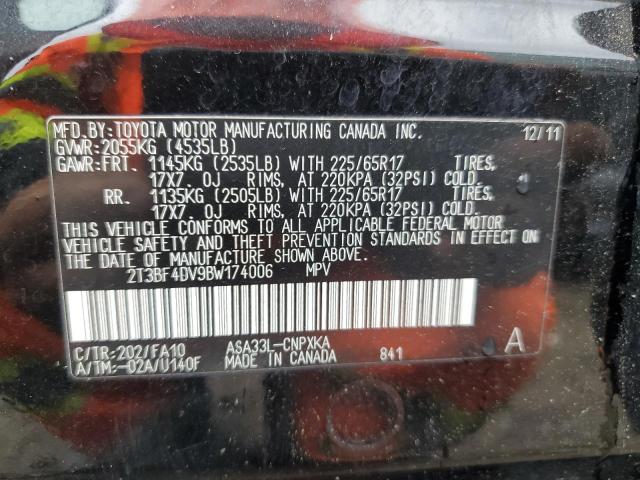 MFD.BY:TOYOTA MOTOR MANUFACTURING CANADA INC. 12/11
GVWR:2055KG (4535LB)
GAWR:FRT. 1145KG (2535LB) WITH 225/65R17 TIRES,
17X7.0J RIMS, AT 220KPA (32PSI) COLD.
RR. 1135KG (2505LB) WITH 225/65R17 TIRES,
17X7.0J RIMS, AT 220KPA (32PSI) COLD.
THIS VEHICLE CONFORMS TO ALL APPLICABLE FEDERAL MOTOR
VEHICLE SAFETY AND THEFT PREVENTION STANDARDS IN EFFECT ON
THE DATE OF MANUFACTURE SHOWN ABOVE.
2T3BF4DV9BW174006 MPV
C/TR:202/FA10 ASA33L-CNPXKA
A/TM:-02A/U140F MADE IN CANADA 841 A